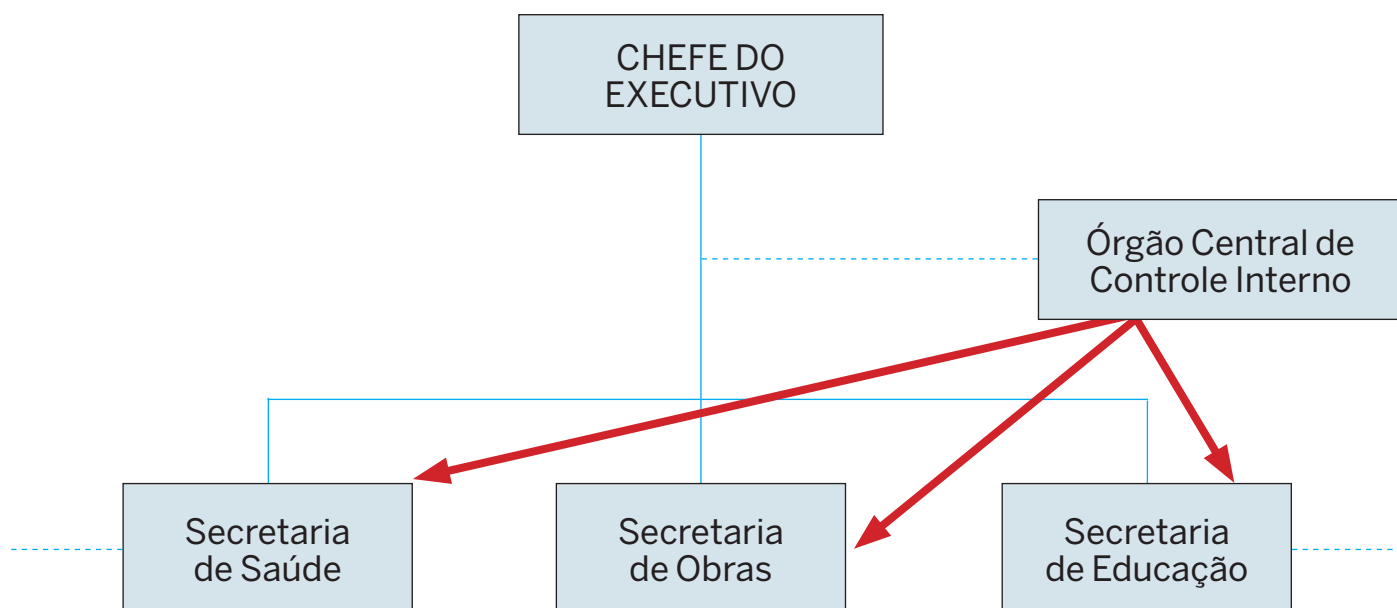 CHEFE DO
EXECUTIVO
Órgão Central de
Controle Interno
Secretaria
de Saúde
Secretaria
de Obras
Secretaria
de Educação